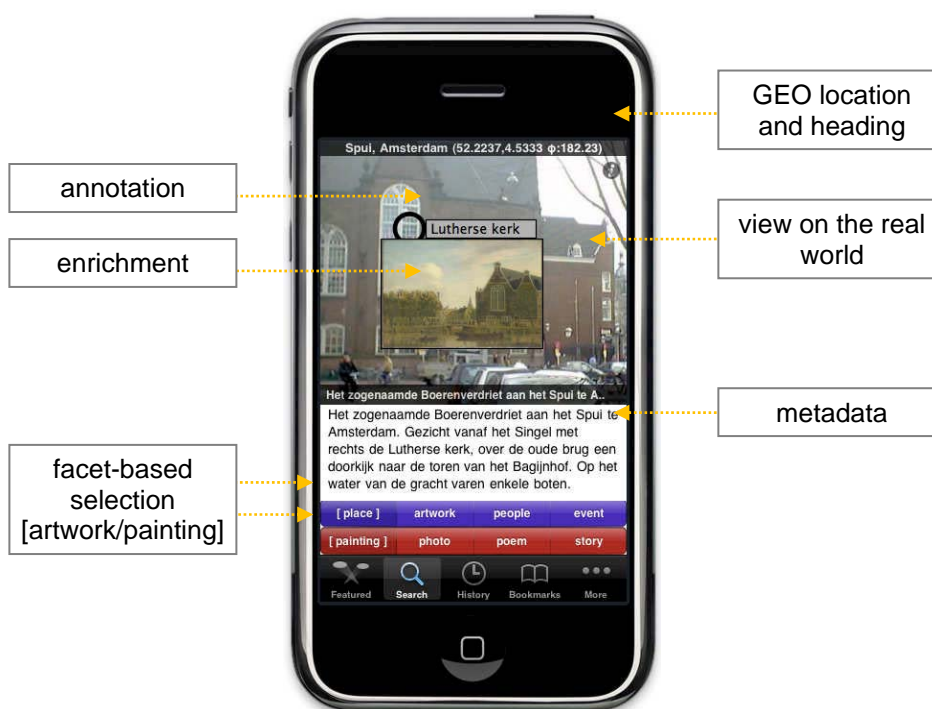 GEO location
and heading
Spui, Amsterdam (52.2237,4.5333 φ:182.23)
annotation
Lutherse kerk
view on the real
world
enrichment
Het zogenaamde Boerenverdriet aan het Spui te A..
Het zogenaamde Boerenverdriet aan het Spui te
Amsterdam. Gezicht vanaf het Singel met
rechts de Lutherse kerk, over de oude brug een
doorkijk naar de toren van het Bagijnhof. Op het
water van de gracht varen enkele boten.
metadata
facet-based
selection
[artwork/painting]
[ place ] artwork people event
[ painting ] photo poem story
Featured Search History Bookmarks More